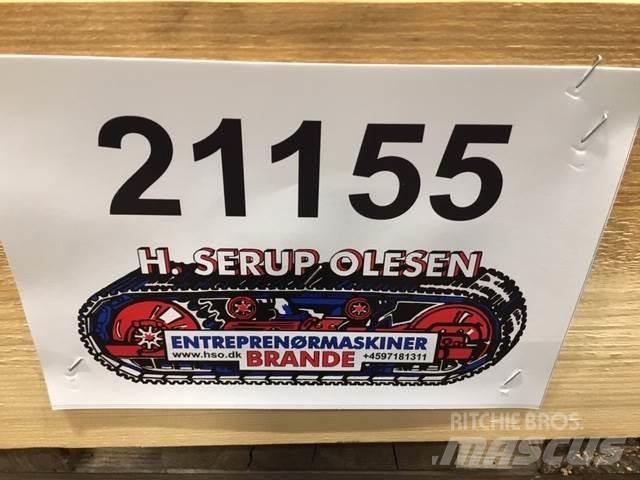 21155
H. SERUP OLESEN
ENTREPRENØRMASKINER
www.hso.dk BRANDE +4597181311
RITCHIE BROS.
MASCUS